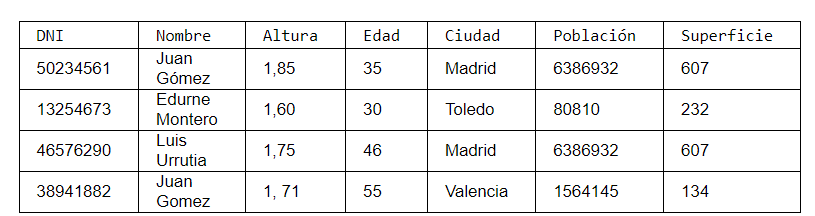 DNI Nombre Altura Edad Ciudad Población Superficie
50234561 Juan Gómez 1,85 35 Madrid 6386932 607
13254673 Edurne Montero 1,60 30 Toledo 80810 232
46576290 Luis Urrutia 1,75 46 Madrid 6386932 607
38941882 Juan Gomez 1, 71 55 Valencia 1564145 134